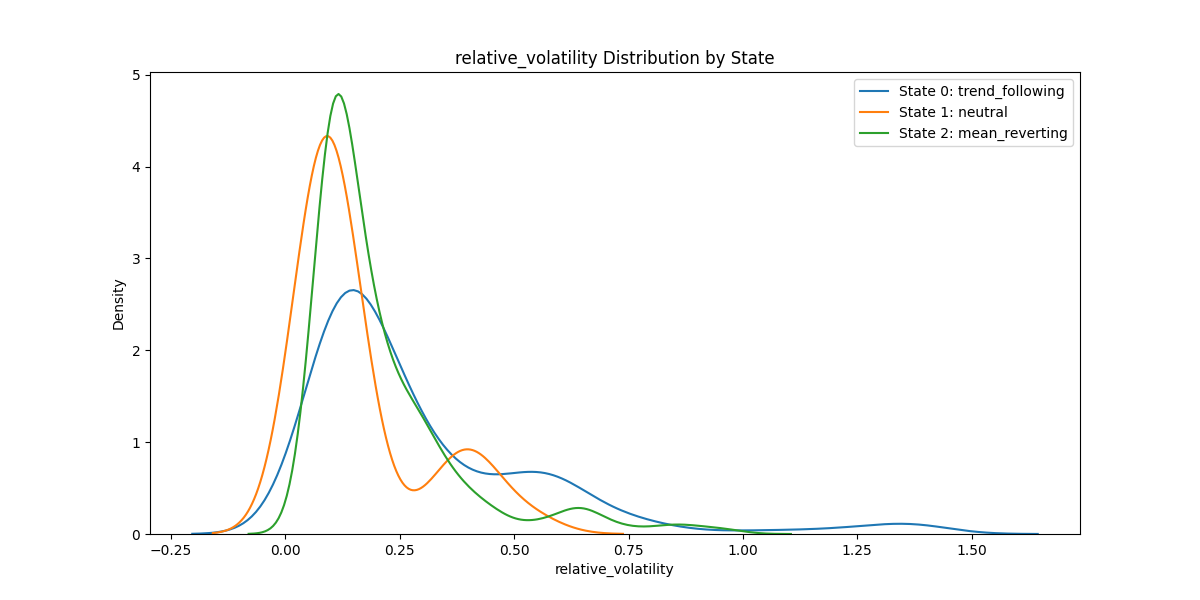 relative_volatility Distribution by State
State 0: trend_following
State 1: neutral
State 2: mean_reverting
Density
5
4
3
2
1
0
−0.25 0.00 0.25 0.50 0.75 1.00 1.25 1.50
relative_volatility